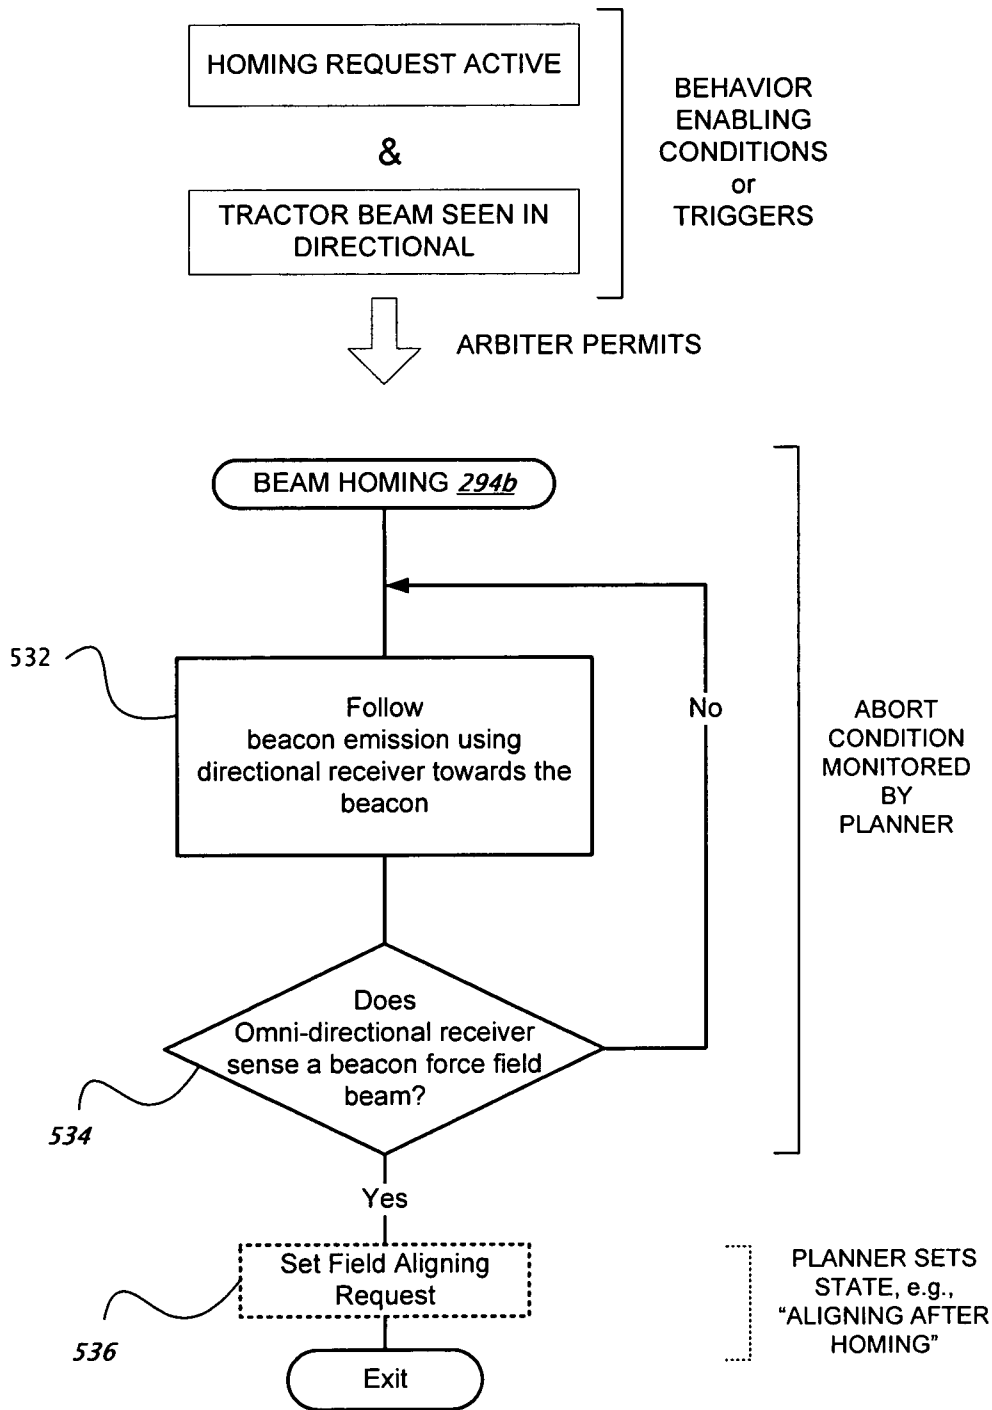 HOMING REQUEST ACTIVE
&
TRACTOR BEAM SEEN IN
DIRECTIONAL
BEHAVIOR
ENABLING
CONDITIONS
or
TRIGGERS
ARBITER PERMITS
BEAM HOMING 294b
532
Follow
beacon emission using
directional receiver towards the
beacon
No
ABORT
CONDITION
MONITORED
BY
PLANNER
Does
Omni-directional receiver
sense a beacon force field
beam?
534
Yes
Set Field Aligning
Request
536
PLANNER SETS
STATE, e.g.,
“ALIGNING AFTER
HOMING”
Exit